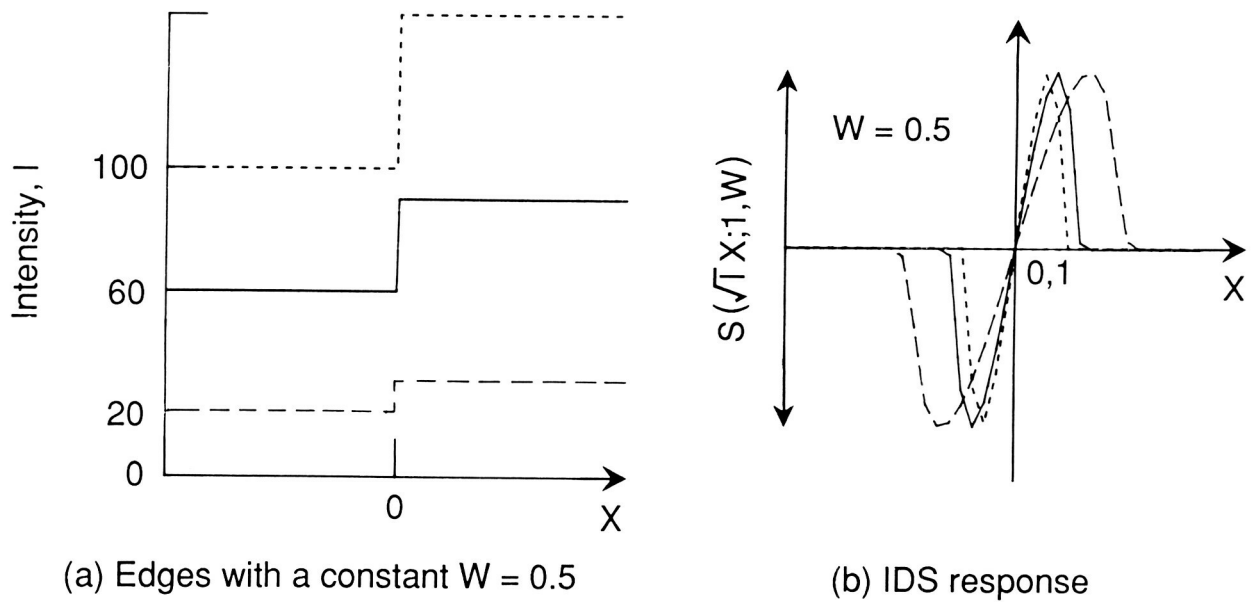 Intensity, I
100
60
20
0
0
X
(a) Edges with a constant W = 0.5
S (√I X;1,W)
W = 0.5
0,1
X
(b) IDS response